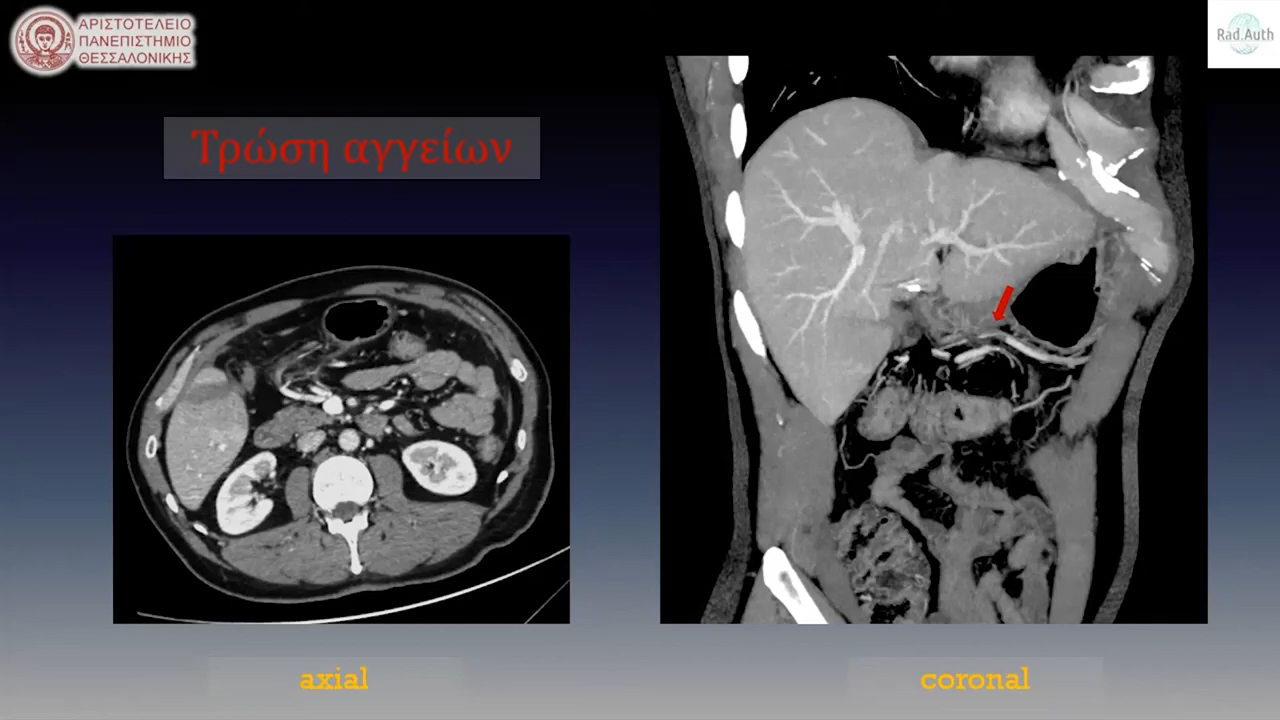 ΑΡΙΣΤΟΤΕΛΕΙΟ
ΠΑΝΕΠΙΣΤΗΜΙΟ
ΘΕΣΣΑΛΟΝΙΚΗΣ
Rad.Auth
Τρώση αγγείων
axial
coronal